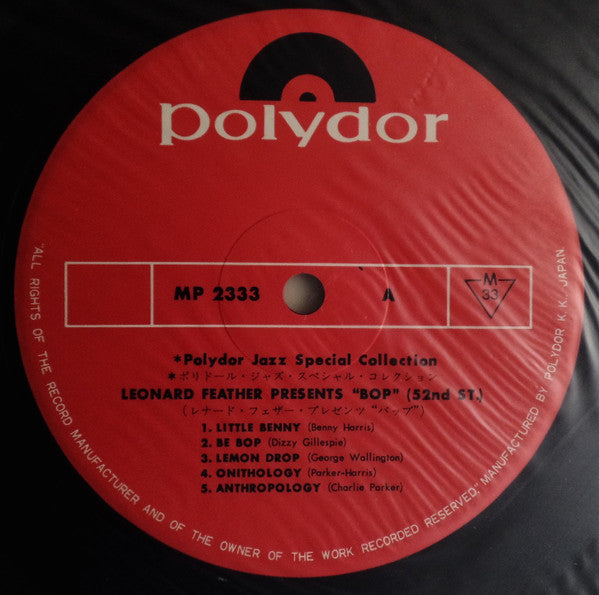 polydor
MP 2333
A
M
33
*Polydor Jazz Special Collection
*ポリドール・ジャズ・スペシャル・コレクション
LEONARD FEATHER PRESENTS "BOP" (52nd ST.)
(レナード・フェザー・プレゼンツ "バップ")
1. LITTLE BENNY (Benny Harris)
2. BE BOP (Dizzy Gillespie)
3. LEMON DROP (George Wallington)
4. ONITHOLOGY (Parker-Harris)
5. ANTHROPOLOGY (Charlie Parker)
"ALL RIGHTS OF THE RECORD MANUFACTURER AND OF THE OWNER OF THE WORK RECORDED RESERVED," MANUFACTURED BY POLYDOR K.K., JAPAN.